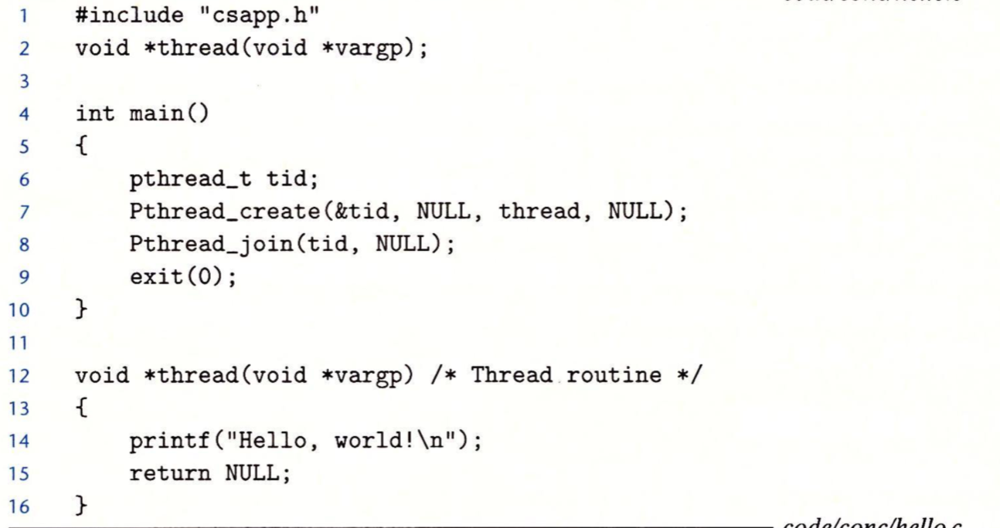 1 #include "csapp.h"
2 void *thread(void *vargp);
3
4 int main()
5 {
6 pthread_t tid;
7 Pthread_create(&tid, NULL, thread, NULL);
8 Pthread_join(tid, NULL);
9 exit(0);
10 }
11
12 void *thread(void *vargp) /* Thread routine */
13 {
14 printf("Hello, world!\n");
15 return NULL;
16 }
code/conc/hello.c